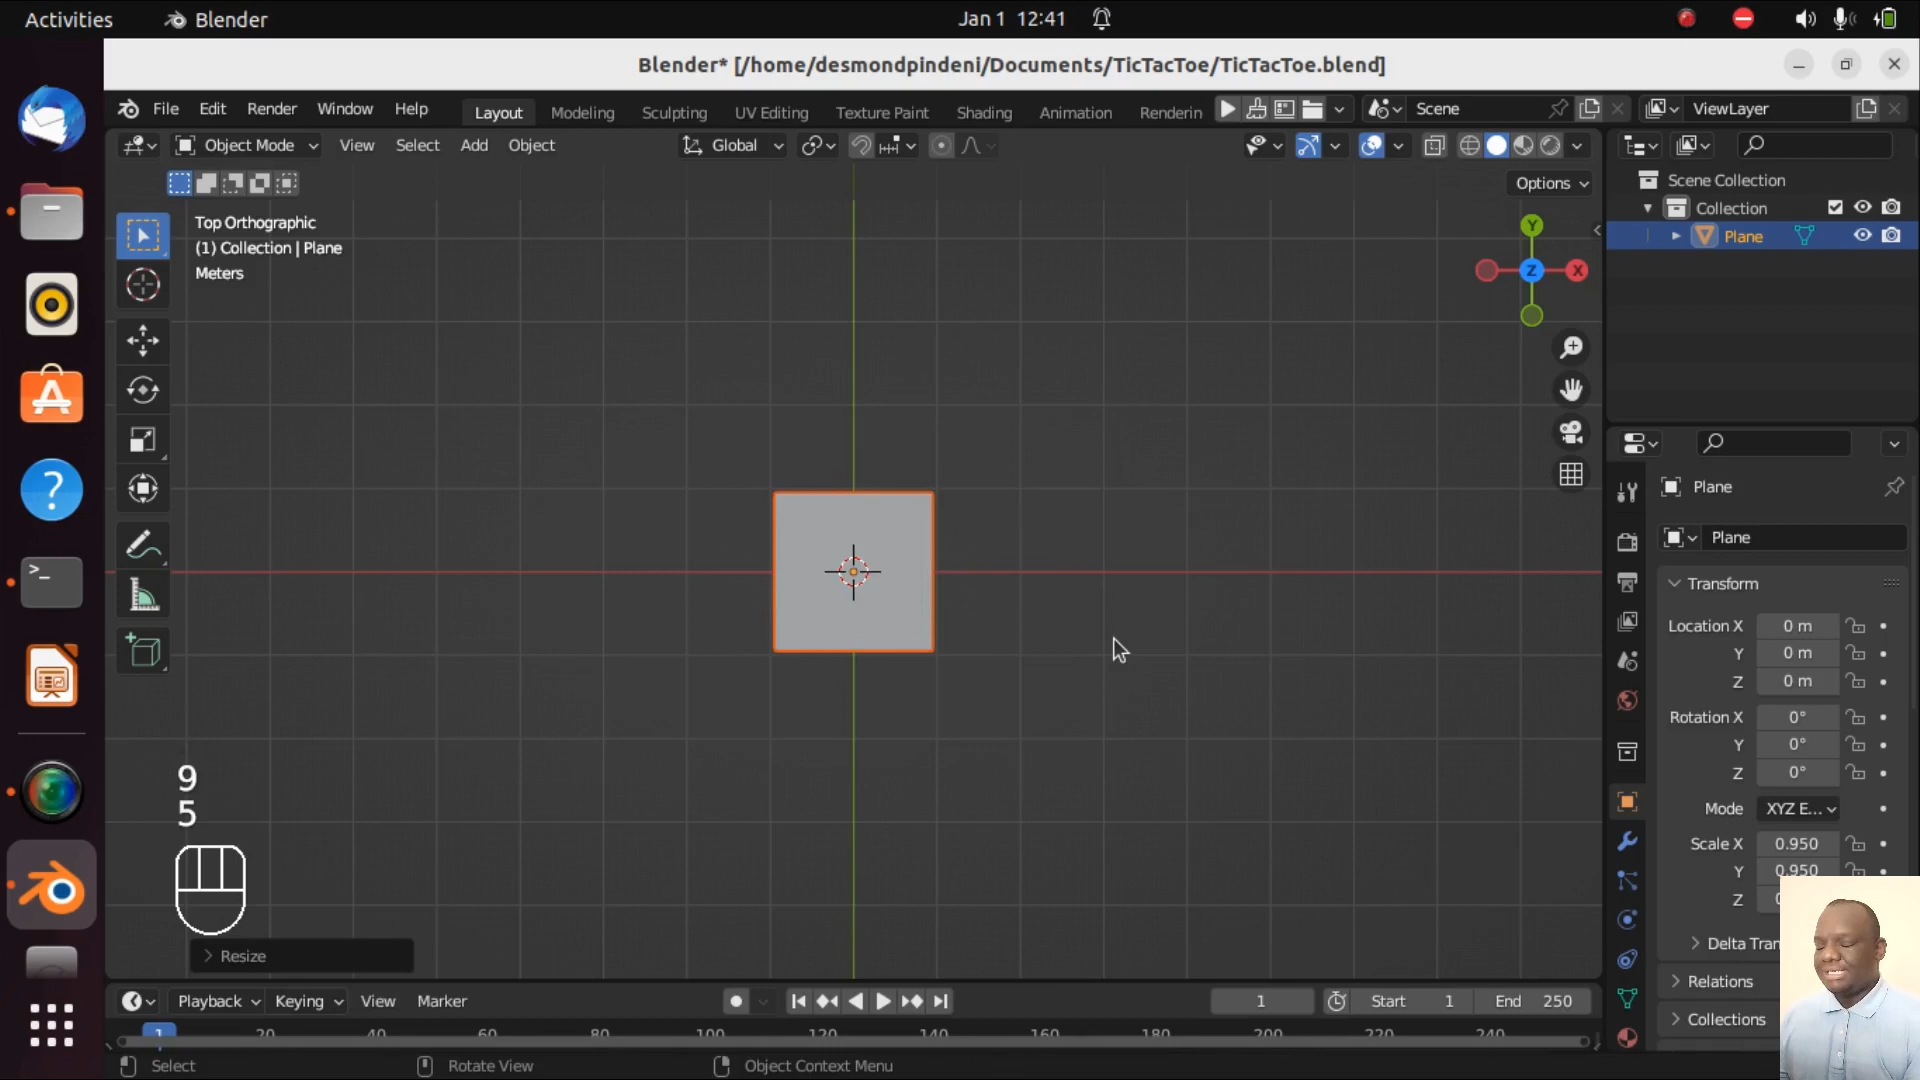 Activities
Blender
Jan 1 12:41
Blender* [/home/desmondpindeni/Documents/TicTacToe/TicTacToe.blend]
File Edit Render Window Help
Layout Modeling Sculpting UV Editing Texture Paint Shading Animation Renderin
Scene
ViewLayer
Object Mode View Select Add Object
Global
Options
Top Orthographic
(1) Collection | Plane
Meters
Y
X
Z
Scene Collection
Collection
Plane
Plane
Plane
Transform
Location X 0 m
Y 0 m
Z 0 m
Rotation X 0°
Y 0°
Z 0°
Mode XYZ E...
Scale X 0.950
Y 0.950
Z
Delta Tran
Relations
Collections
9
5
Resize
Playback Keying View Marker
1
Start 1
End 250
1 20 40 60 80 100 120 140 160 180 200 220 240
Select
Rotate View
Object Context Menu